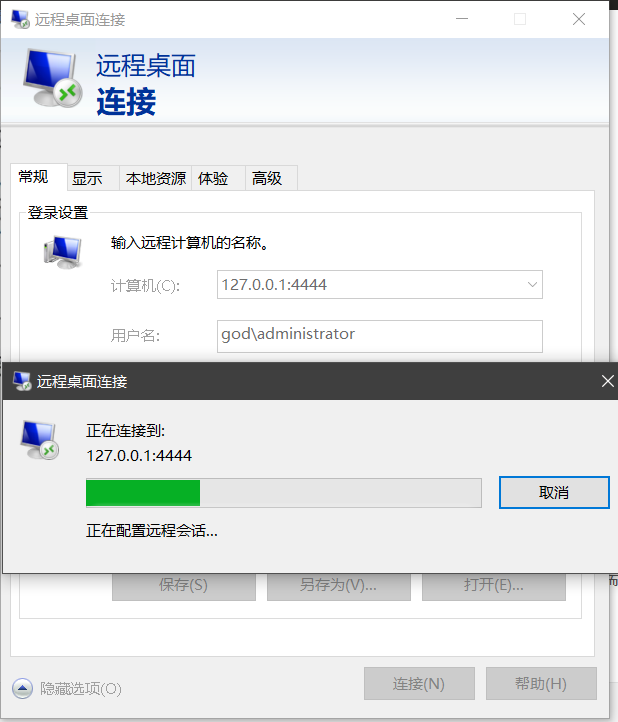 远程桌面连接
远程桌面
连接
常规 显示 本地资源 体验 高级
登录设置
输入远程计算机的名称。
计算机(C): 127.0.0.1:4444
用户名: god\administrator
远程桌面连接
正在连接到:
127.0.0.1:4444
取消
正在配置远程会话...
保存(S) 另存为(V)... 打开(E)...
隐藏选项(O) 连接(N) 帮助(H)